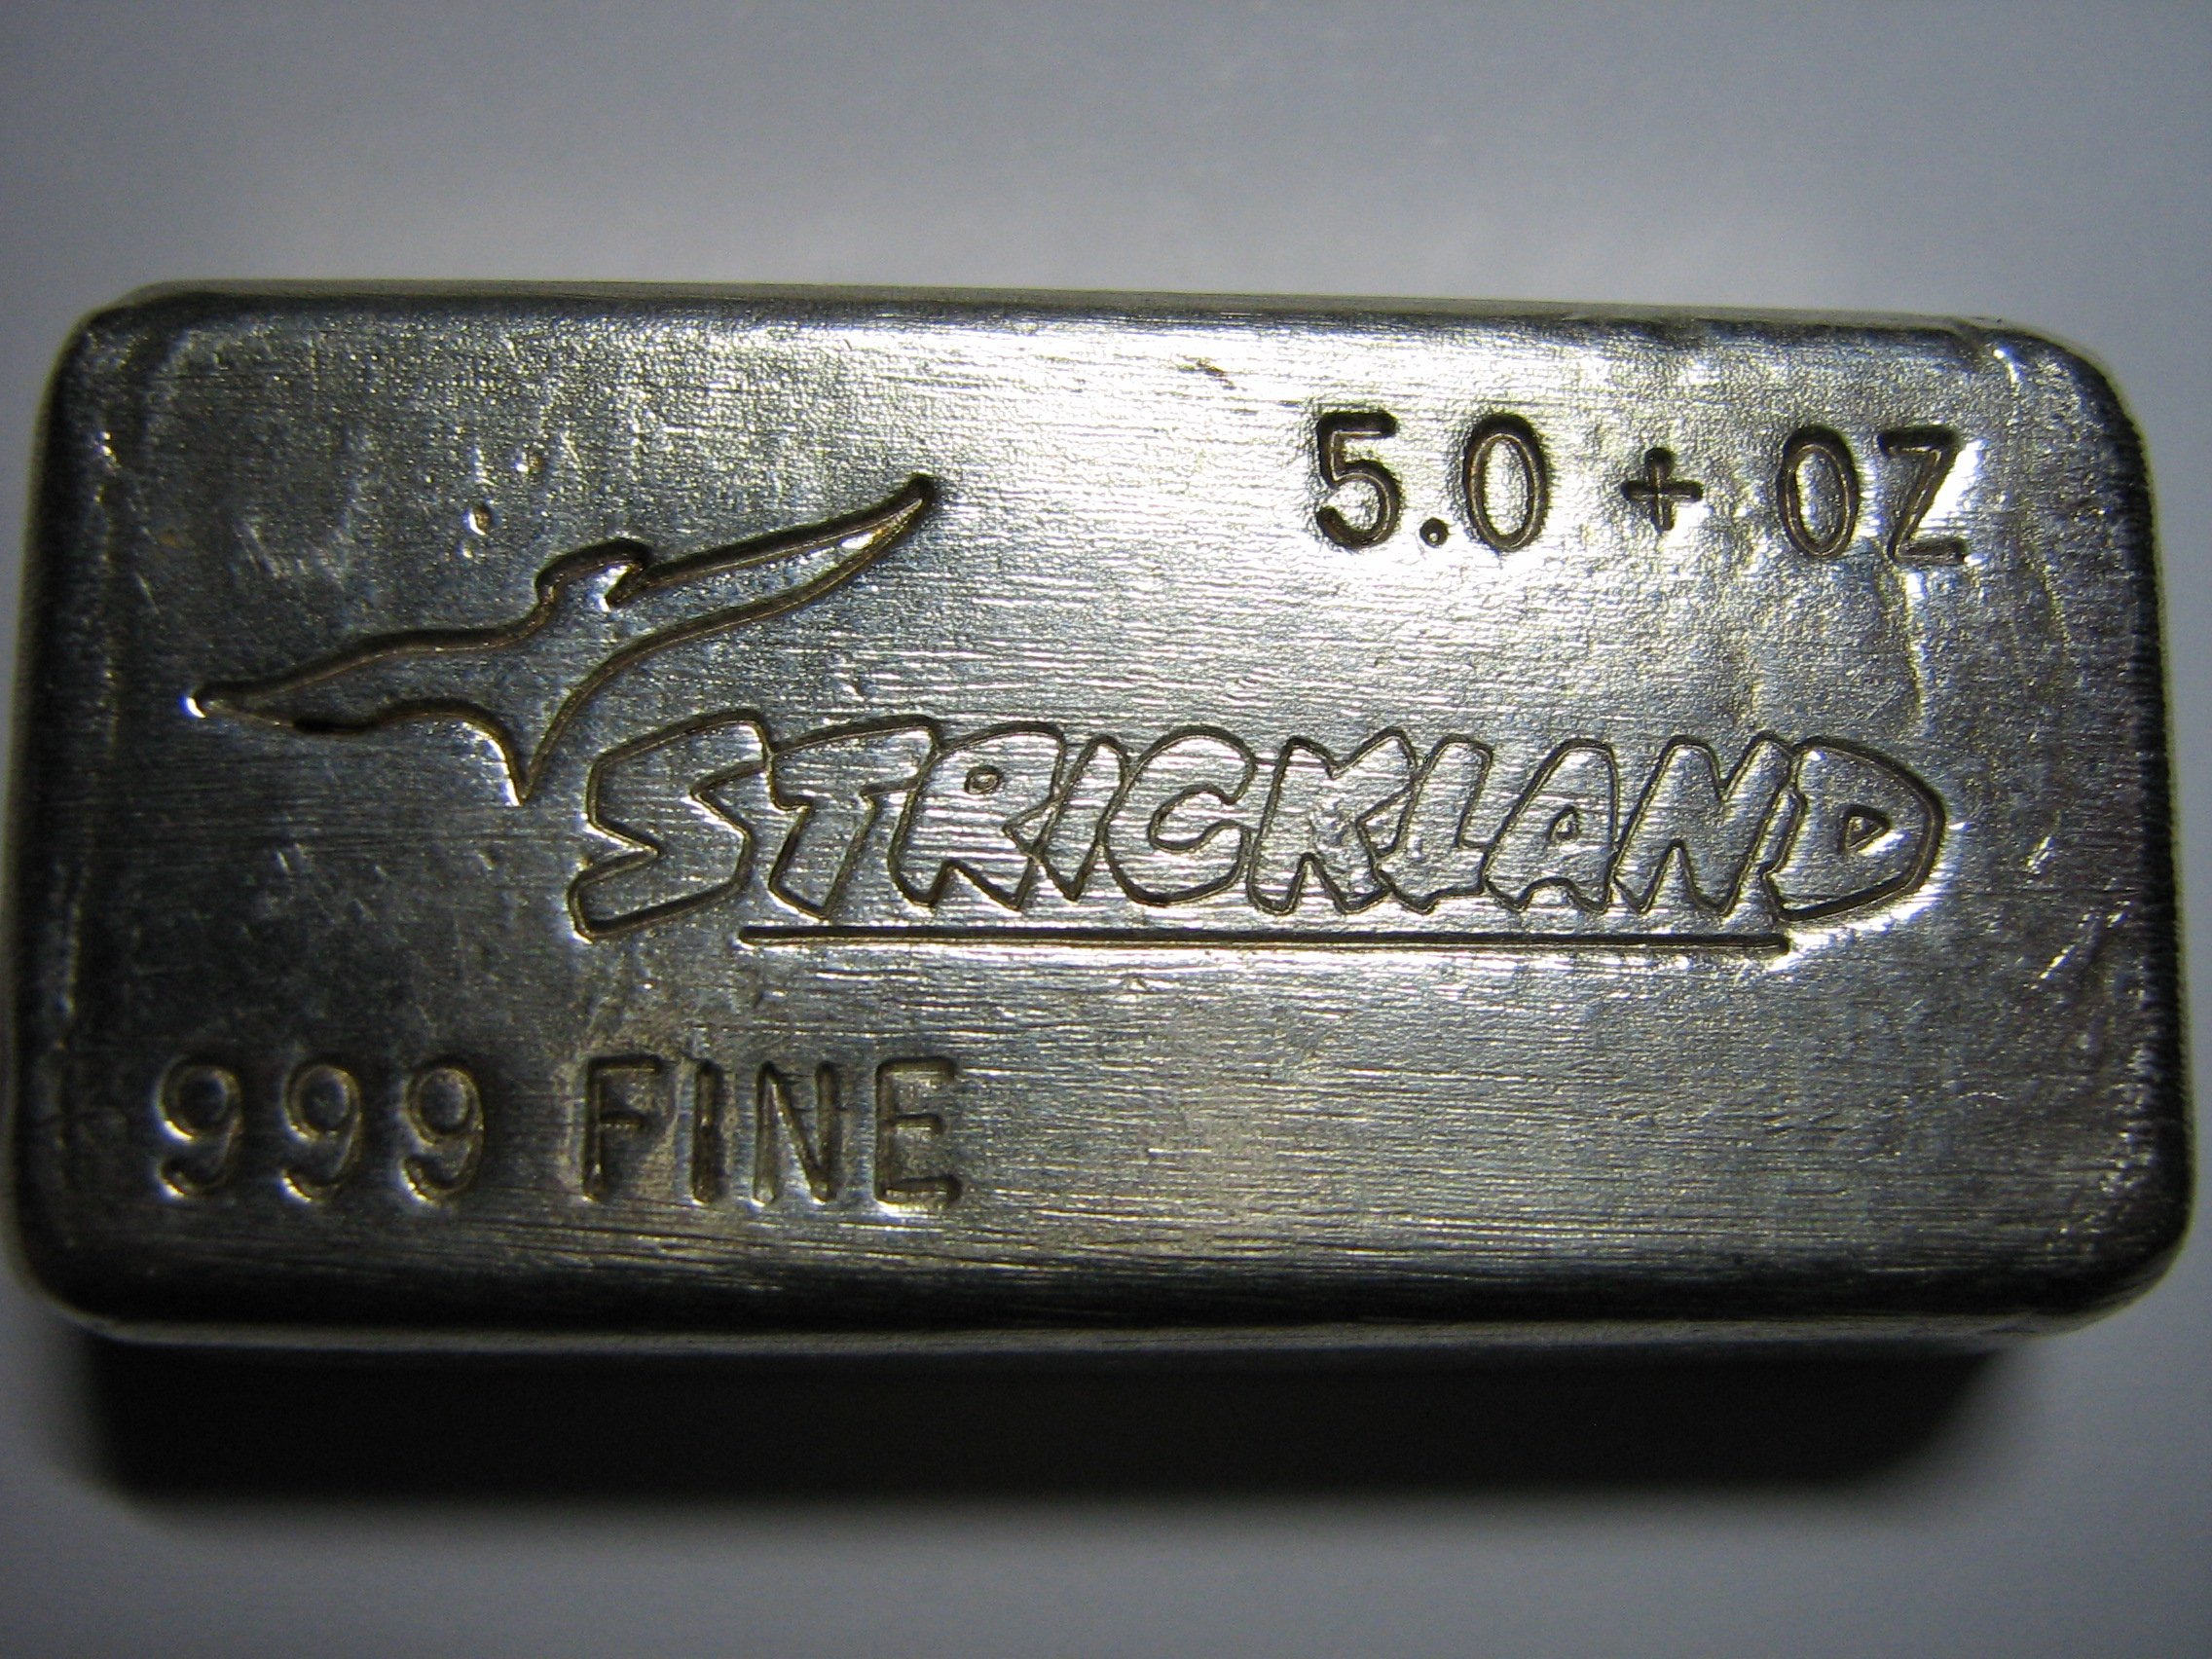 5.0 + OZ
STRICKLAND
999 FINE